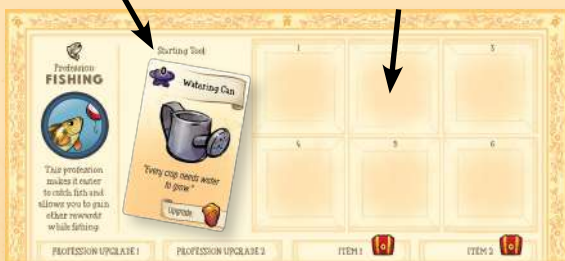 Profession
FISHING
This profession
makes it easier
to catch fish and
allows you to gain
other rewards
while fishing
Starting Tool
0
Watering Can
"Every crop needs water
to grow."
Upgrade
1
3
4
5
6
PROFESSION UPGRADE 1
PROFESSION UPGRADE 2
ITEM 1
ITEM 2